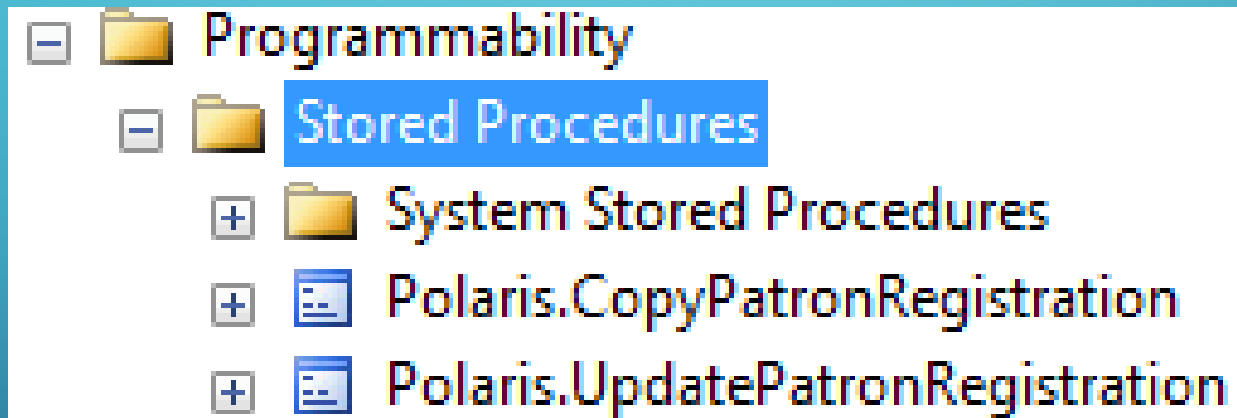 Programmability
Stored Procedures
System Stored Procedures
Polaris.CopyPatronRegistration
Polaris.UpdatePatronRegistration